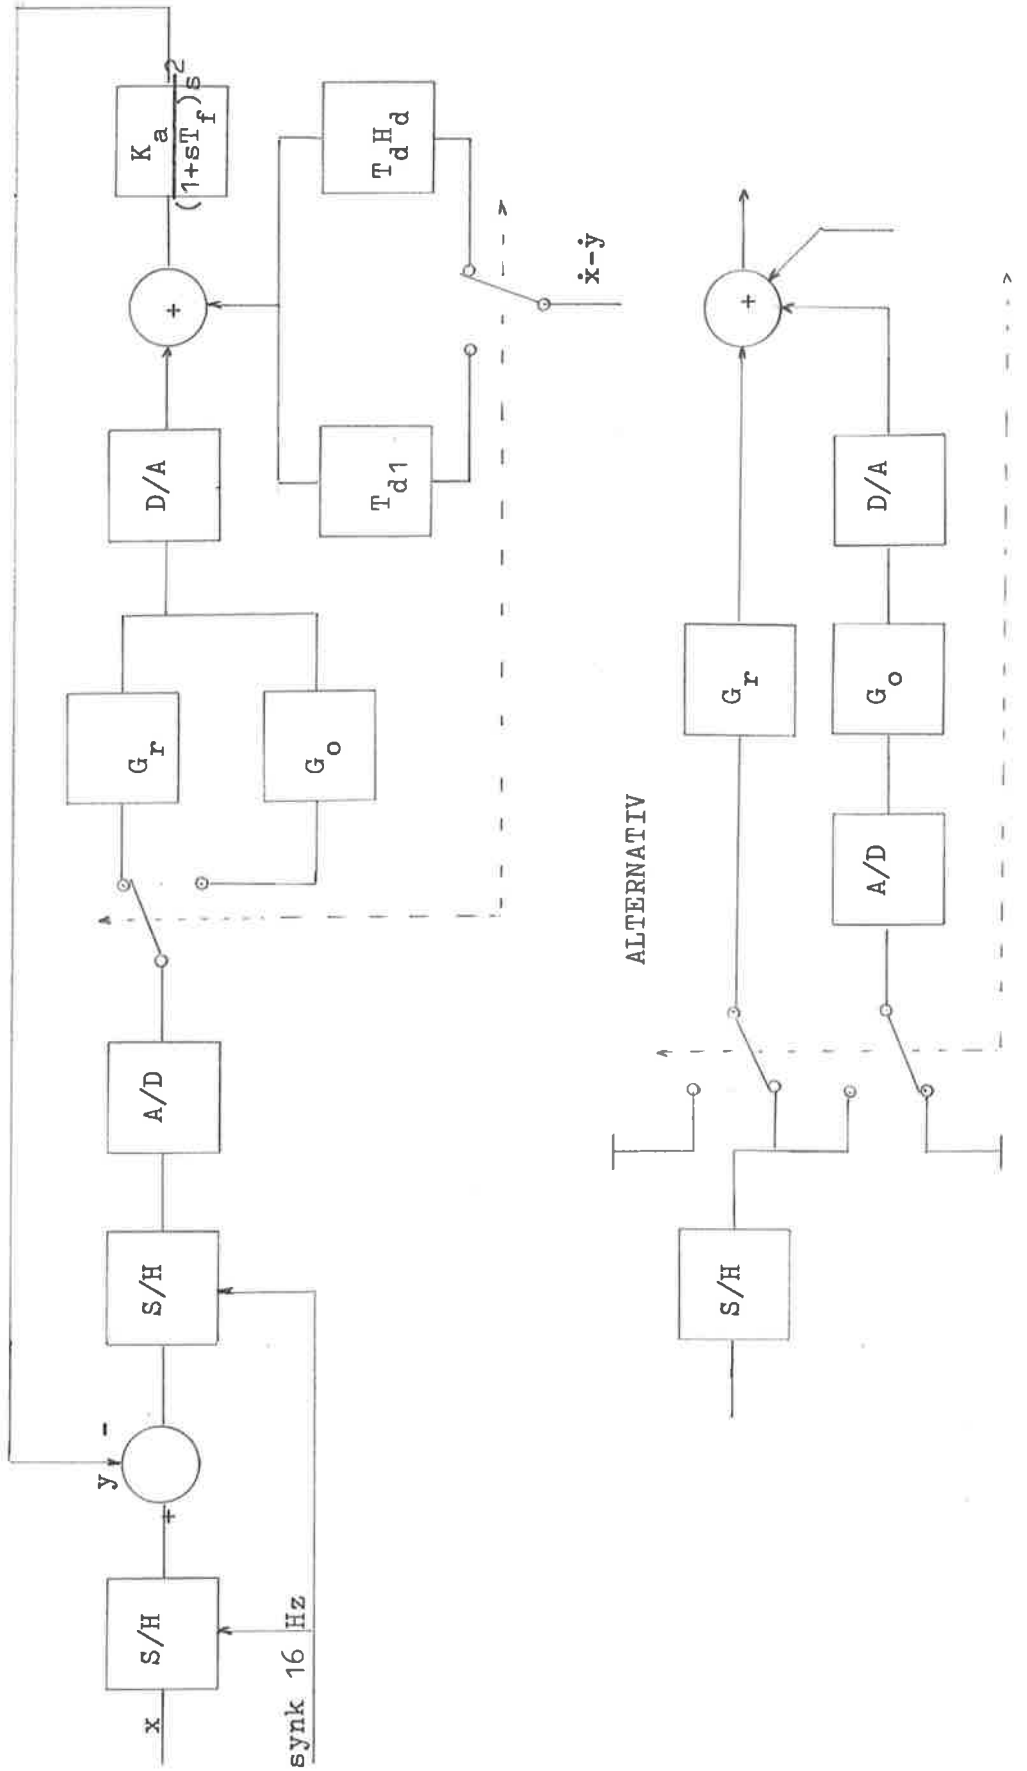 x
S/H
+
y
-
S/H
A/D
G_r
G_o
D/A
+
K_a
(1+sT_f)s^2
T_d1
T_dH_d
ẋ-ẏ
synk 16 Hz
ALTERNATIV
S/H
G_r
A/D
G_o
D/A
+